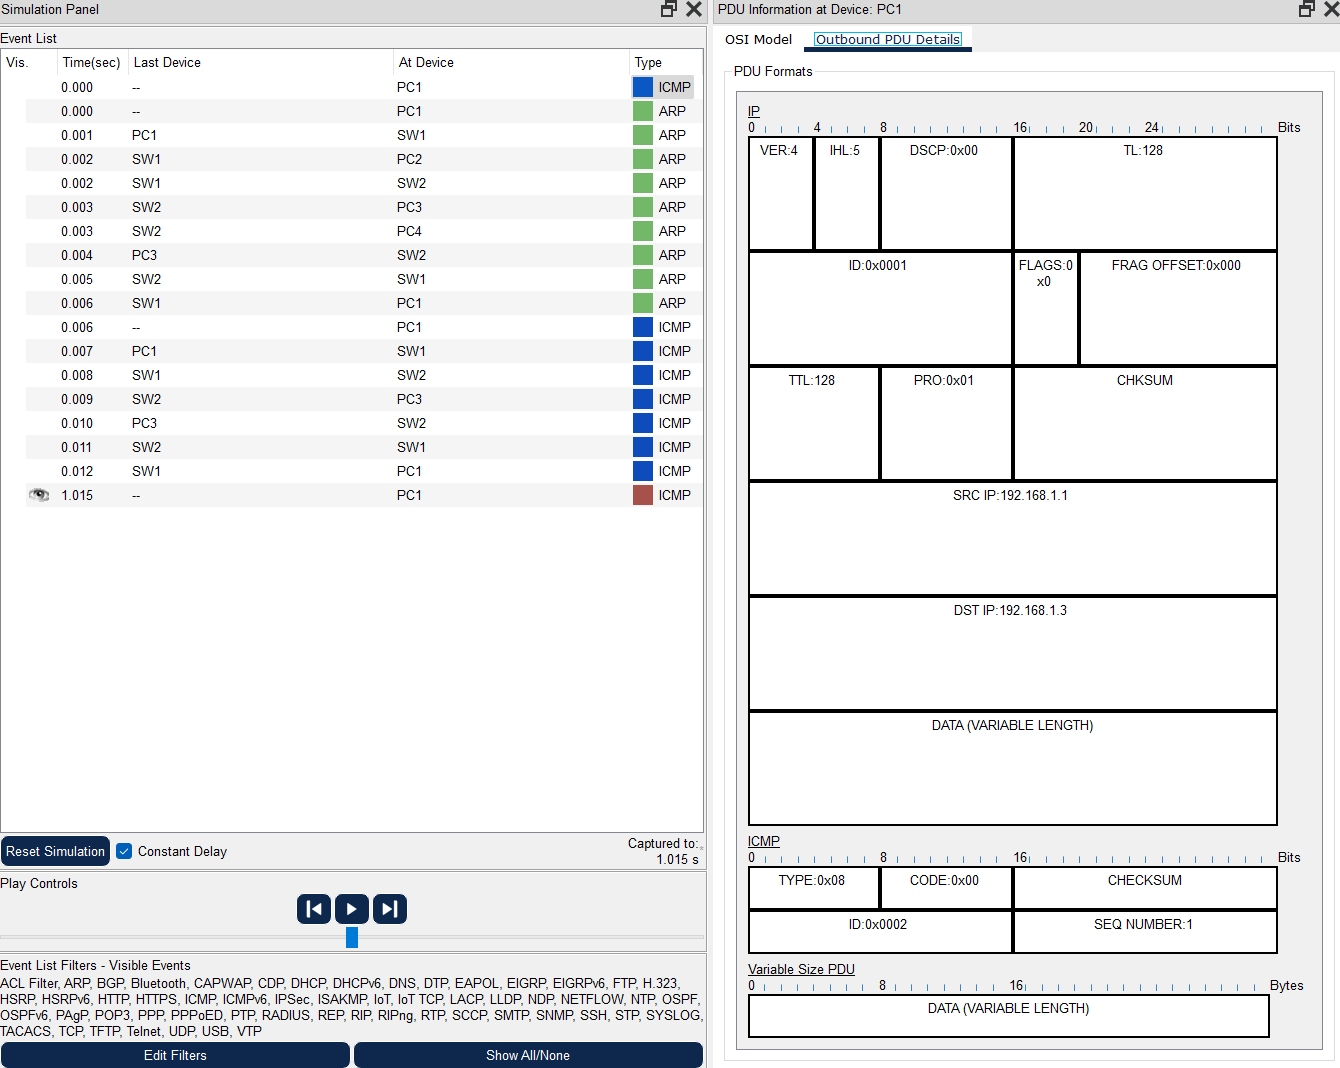 Simulation Panel
Event List
Vis. Time(sec) Last Device At Device Type
0.000 -- PC1 ICMP
0.000 -- PC1 ARP
0.001 PC1 SW1 ARP
0.002 SW1 PC2 ARP
0.002 SW1 SW2 ARP
0.003 SW2 PC3 ARP
0.003 SW2 PC4 ARP
0.004 PC3 SW2 ARP
0.005 SW2 SW1 ARP
0.006 SW1 PC1 ARP
0.006 -- PC1 ICMP
0.007 PC1 SW1 ICMP
0.008 SW1 SW2 ICMP
0.009 SW2 PC3 ICMP
0.010 PC3 SW2 ICMP
0.011 SW2 SW1 ICMP
0.012 SW1 PC1 ICMP
1.015 -- PC1 ICMP
Reset Simulation Constant Delay
Captured to:
1.015 s
Play Controls
Event List Filters - Visible Events
ACL Filter, ARP, BGP, Bluetooth, CAPWAP, CDP, DHCP, DHCPv6, DNS, DTP, EAPOL, EIGRP, EIGRPv6, FTP, H.323,
HSRP, HSRPv6, HTTP, HTTPS, ICMP, ICMPv6, IPSec, ISAKMP, IoT, IoT TCP, LACP, LLDP, NDP, NETFLOW, NTP, OSPF,
OSPFv6, PAgP, POP3, PPP, PPPoED, PTP, RADIUS, REP, RIP, RIPng, RTP, SCCP, SMTP, SNMP, SSH, STP, SYSLOG,
TACACS, TCP, TFTP, Telnet, UDP, USB, VTP
Edit Filters Show All/None
PDU Information at Device: PC1
OSI Model Outbound PDU Details
PDU Formats
IP
0 4 8 16 20 24 Bits
VER:4 IHL:5 DSCP:0x00 TL:128
ID:0x0001 FLAGS:0 FRAG OFFSET:0x000
x0
TTL:128 PRO:0x01 CHKSUM
SRC IP:192.168.1.1
DST IP:192.168.1.3
DATA (VARIABLE LENGTH)
ICMP
0 8 16 Bits
TYPE:0x08 CODE:0x00 CHECKSUM
ID:0x0002 SEQ NUMBER:1
Variable Size PDU
0 8 16 Bytes
DATA (VARIABLE LENGTH)